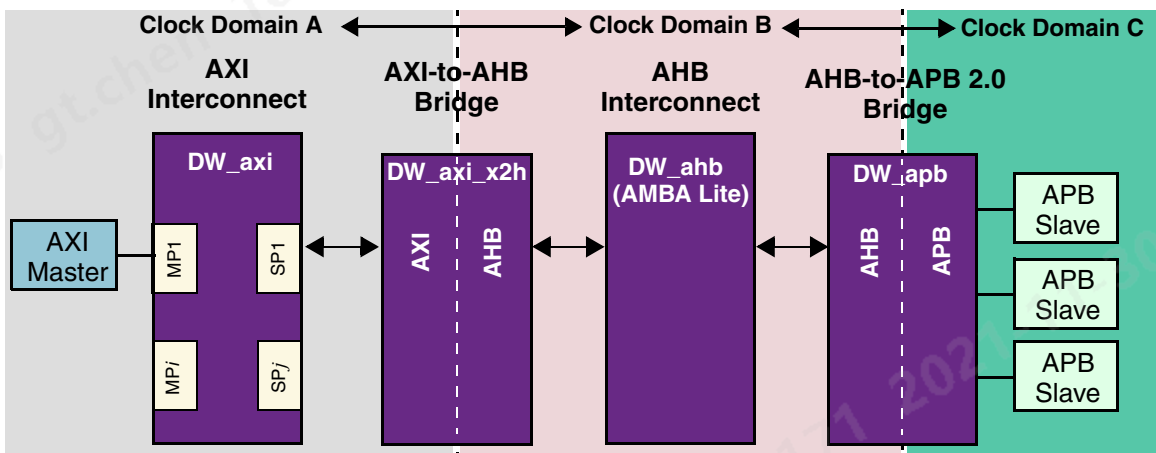 Clock Domain A
Clock Domain B
Clock Domain C
AXI
Interconnect
AXI-to-AHB
Bridge
AHB
Interconnect
AHB-to-APB 2.0
Bridge
DW_axi
DW_axi_x2h
DW_ahb
(AMBA Lite)
DW_apb
AXI
Master
MP1
SP1
MPi
SPj
AXI
AHB
AHB
APB
APB
Slave
APB
Slave
APB
Slave